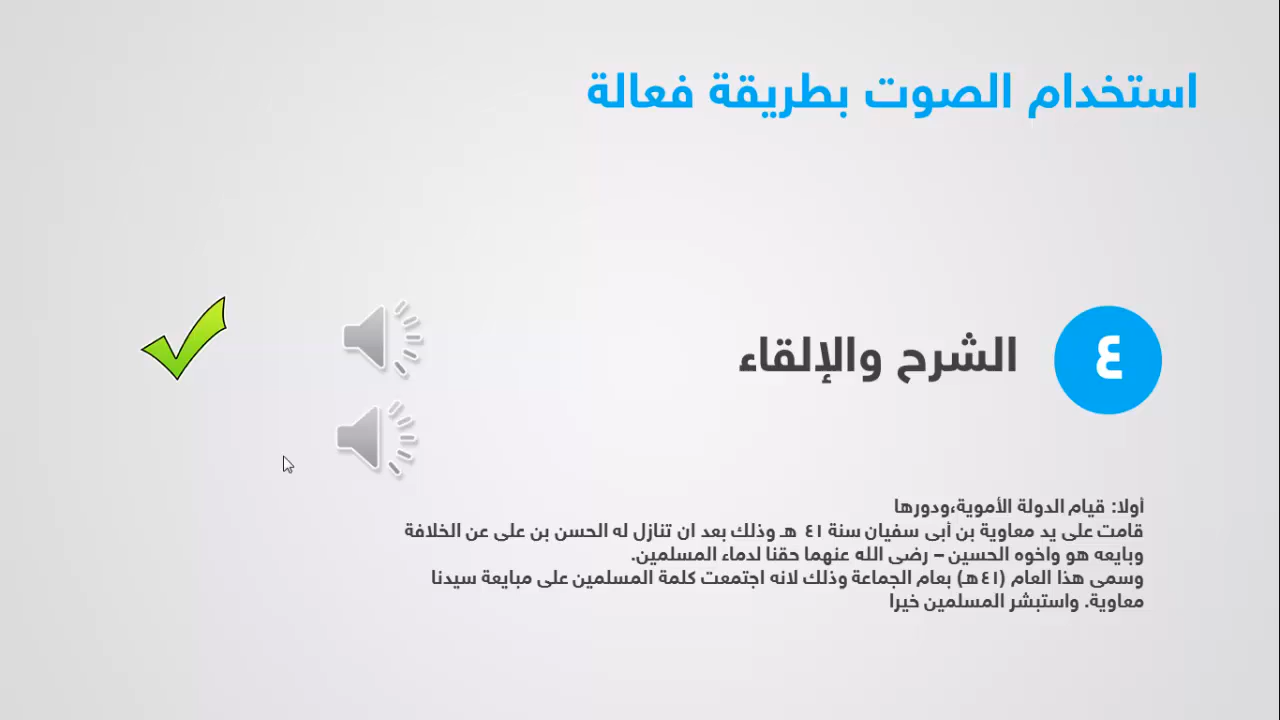 استخدام الصوت بطريقة فعالة
٤
الشرح والإلقاء
أولا: قيام الدولة الأموية،ودورها
قامت على يد معاوية بن أبى سفيان سنة ٤١ هـ وذلك بعد ان تنازل له الحسن بن على عن الخلافة
وبايعه هو واخوه الحسين – رضى الله عنهما حقنا لدماء المسلمين.
وسمى هذا العام (٤١هـ) بعام الجماعة وذلك لانه اجتمعت كلمة المسلمين على مبايعة سيدنا
معاوية. واستبشر المسلمين خيرا